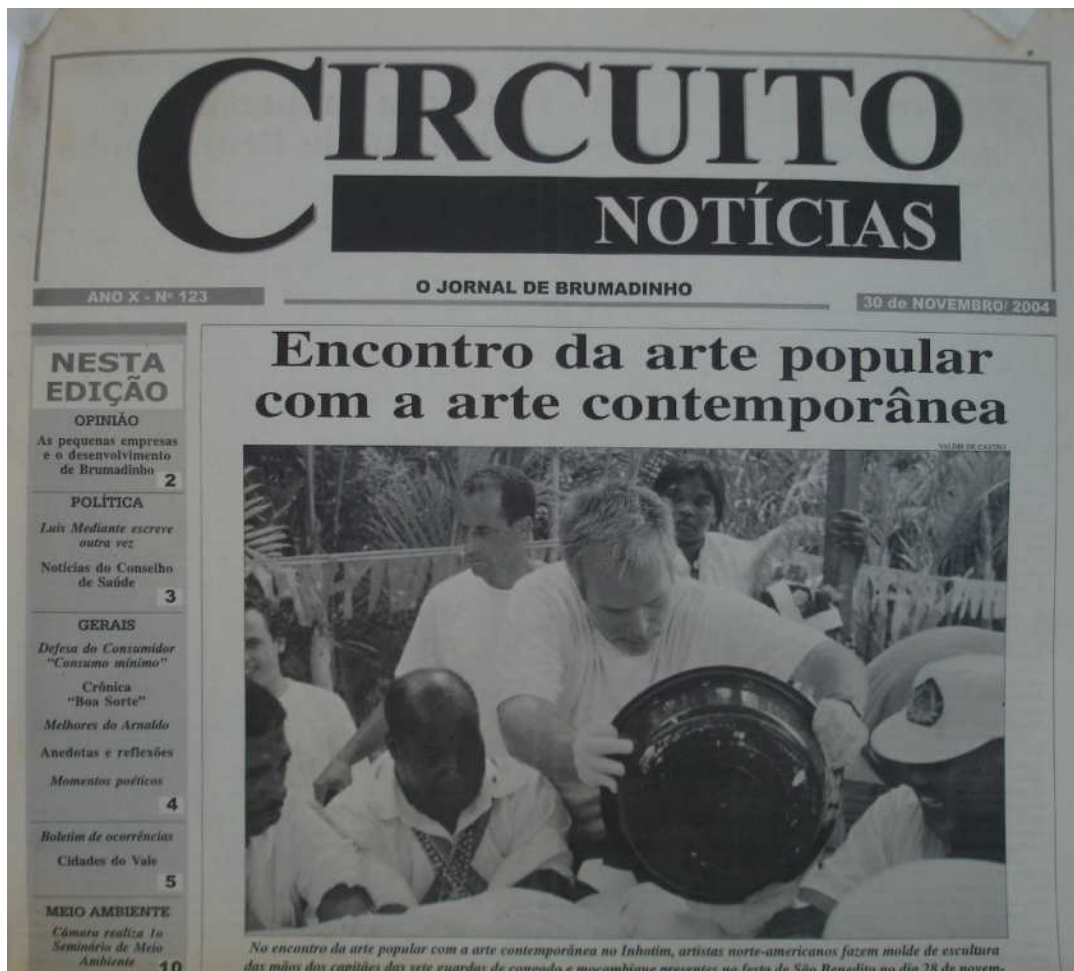 CIRCUITO
NOTÍCIAS
O JORNAL DE BRUMADINHO
ANO X - Nº 123
30 de NOVEMBRO/ 2004
NESTA
EDIÇÃO
OPINIÃO
As pequenas empresas
e o desenvolvimento
de Brumadinho
2
POLÍTICA
Luis Mediante escreve
outra vez
Notícias do Conselho
de Saúde
3
GERAIS
Defesa do Consumidor
"Consumo mínimo"
Crônica
"Boa Sorte"
Melhores do Arnaldo
Anedotas e reflexões
Momentos poéticos
4
Boletim de ocorrências
Cidades do Vale
5
MEIO AMBIENTE
Câmara realiza 1o
Seminário de Meio
Ambiente
10
Encontro da arte popular
com a arte contemporânea
VALDIR DE CASTRO
No encontro da arte popular com a arte contemporânea no Inhotim, artistas norte-americanos fazem molde de escultura
das mãos dos capitães das sete guardas de congado e moçambique presentes na festa de São Benedito no dia 28 de novem